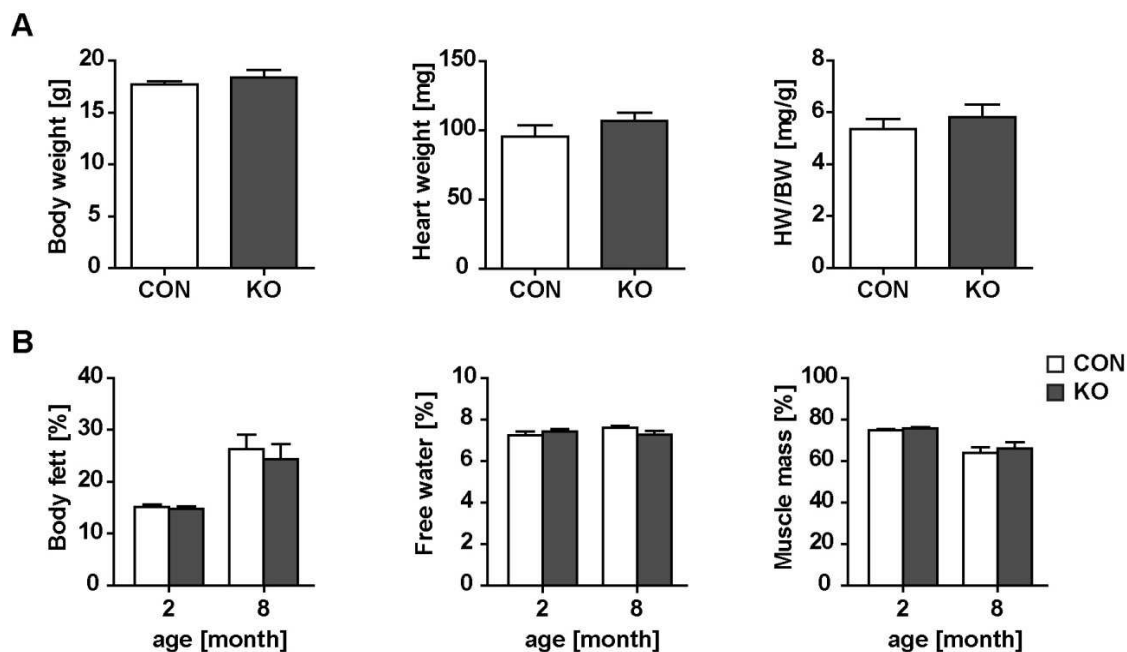 A
Body weight [g]
20
15
10
5
0
CON KO
Heart weight [mg]
150
100
50
0
CON KO
HW/BW [mg/g]
8
6
4
2
0
CON KO
B
Body fett [%]
40
30
20
10
0
2 8
age [month]
Free water [%]
10
8
6
4
2
0
2 8
age [month]
Muscle mass [%]
100
80
60
40
20
0
2 8
age [month]
CON
KO